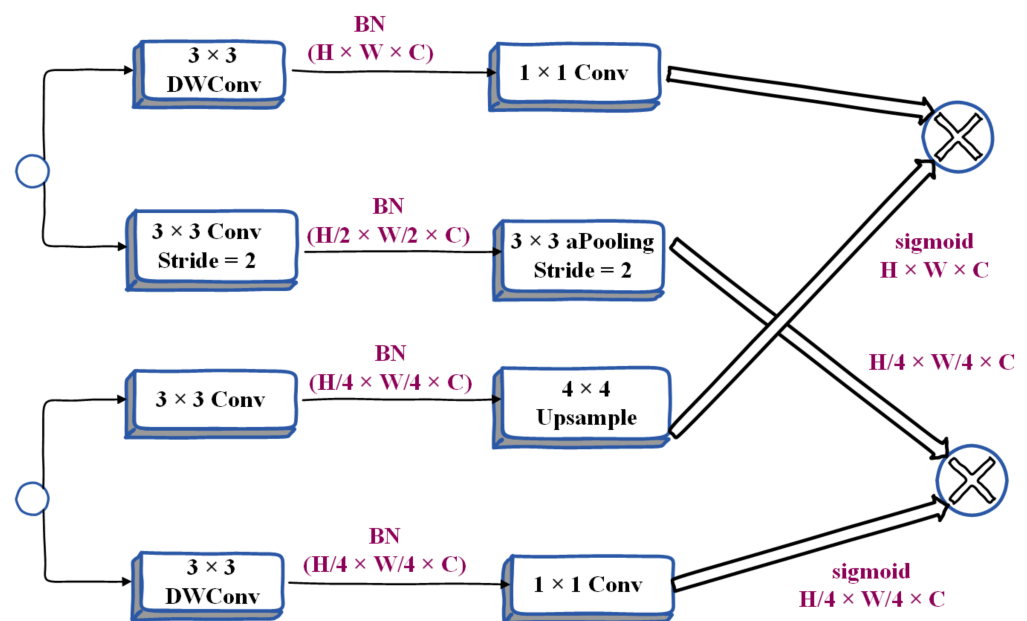 3 × 3
DWConv
BN
(H × W × C)
1 × 1 Conv
3 × 3 Conv
Stride = 2
BN
(H/2 × W/2 × C)
3 × 3 aPooling
Stride = 2
sigmoid
H × W × C
3 × 3 Conv
BN
(H/4 × W/4 × C)
4 × 4
Upsample
H/4 × W/4 × C
3 × 3
DWConv
BN
(H/4 × W/4 × C)
1 × 1 Conv
sigmoid
H/4 × W/4 × C